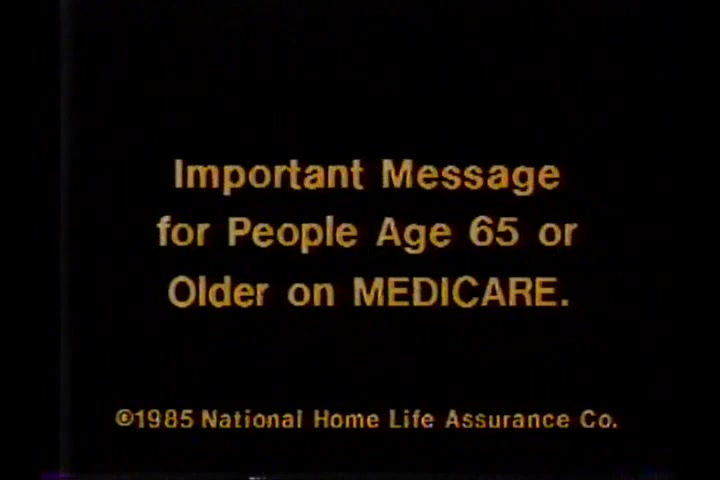 Important Message
for People Age 65 or
Older on MEDICARE.
©1985 National Home Life Assurance Co.